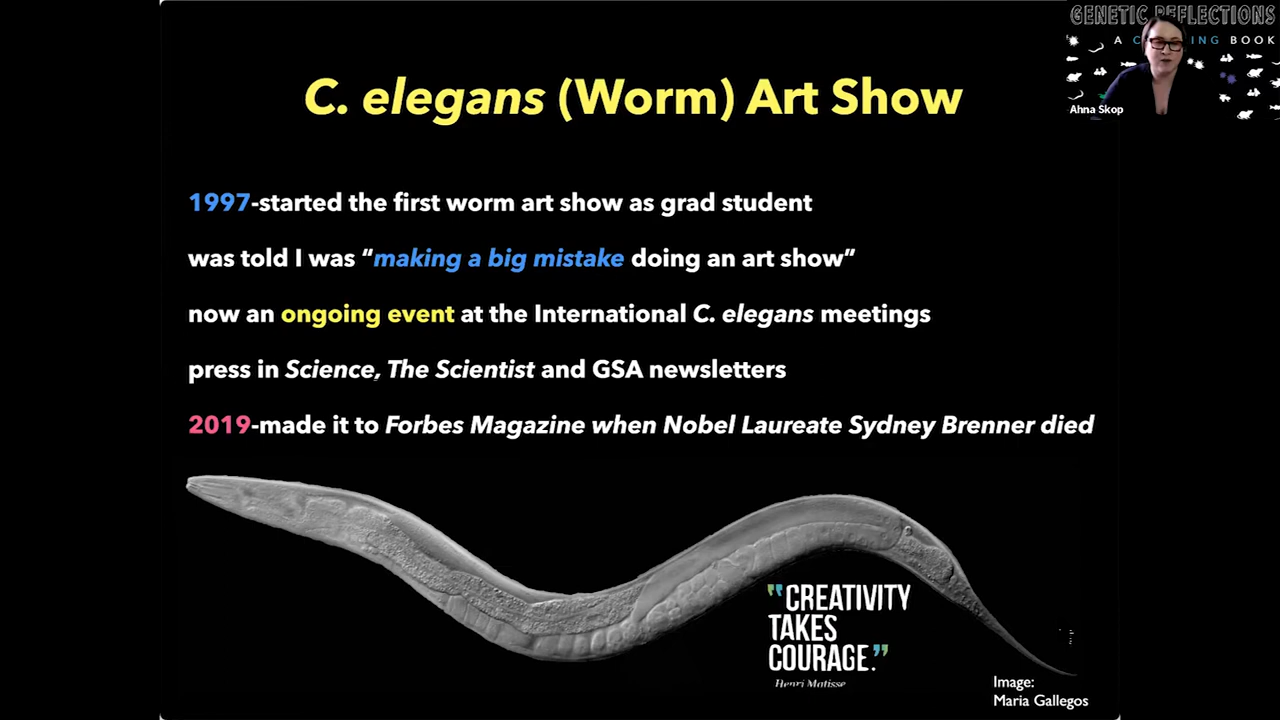 GENETIC REFLECTIONS
A C ING BOOK
Ahna Skop
C. elegans (Worm) Art Show
1997-started the first worm art show as grad student
was told I was “making a big mistake doing an art show”
now an ongoing event at the International C. elegans meetings
press in Science, The Scientist and GSA newsletters
2019-made it to Forbes Magazine when Nobel Laureate Sydney Brenner died
"CREATIVITY
TAKES
COURAGE."
Henri Matisse
Image:
Maria Gallegos